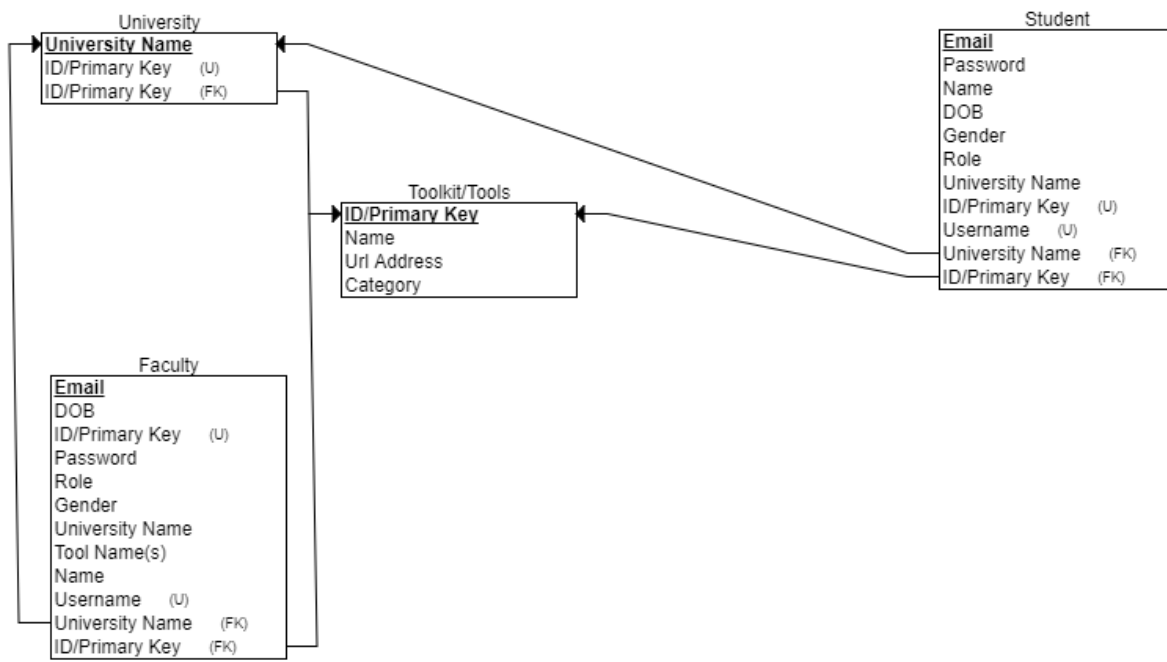 University
University Name
ID/Primary Key (U)
ID/Primary Key (FK)
Student
Email
Password
Name
DOB
Gender
Role
University Name
ID/Primary Key (U)
Username (U)
University Name (FK)
ID/Primary Key (FK)
Toolkit/Tools
ID/Primary Key
Name
Url Address
Category
Faculty
Email
DOB
ID/Primary Key (U)
Password
Role
Gender
University Name
Tool Name(s)
Name
Username (U)
University Name (FK)
ID/Primary Key (FK)